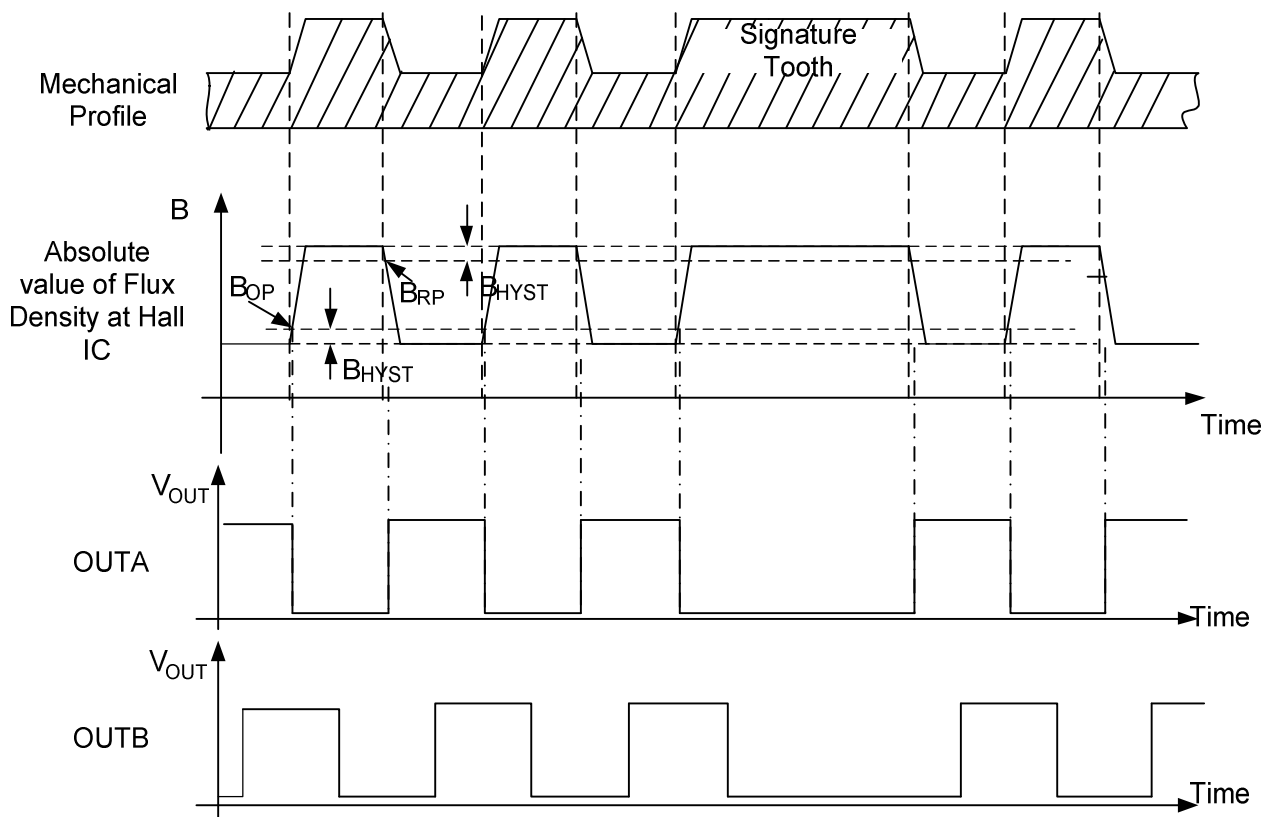 Signature
Tooth
Mechanical
Profile
B
Absolute
value of Flux
Density at Hall
IC
BOP
BRP
BHYST
BHYST
Time
VOUT
OUTA
Time
VOUT
OUTB
Time